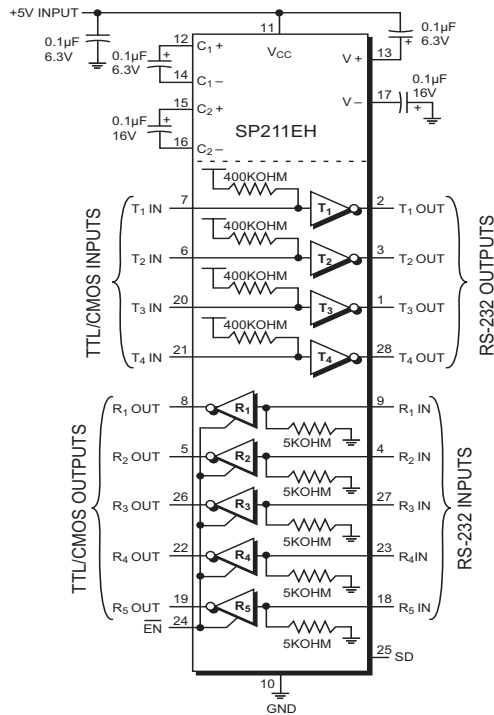 +5V INPUT
11
VCC
0.1µF
6.3V
+
12
C1 +
0.1µF
6.3V
+
14
C1 –
15
C2 +
0.1µF
16V
+
16
C2 –
0.1µF
6.3V
+
13
V +
0.1µF
16V
+
17
V –
SP211EH
400KOHM
T1 IN
7
T1
2
T1 OUT
400KOHM
T2 IN
6
T2
3
T2 OUT
400KOHM
T3 IN
20
T3
1
T3 OUT
400KOHM
T4 IN
21
T4
28
T4 OUT
TTL/CMOS INPUTS
RS-232 OUTPUTS
R1 OUT
8
R1
9
R1 IN
5KOHM
R2 OUT
5
R2
4
R2 IN
5KOHM
R3 OUT
26
R3
27
R3 IN
5KOHM
R4 OUT
22
R4
23
R4IN
5KOHM
R5 OUT
19
R5
18
R5 IN
5KOHM
TTL/CMOS OUTPUTS
RS-232 INPUTS
EN
24
25
SD
10
GND